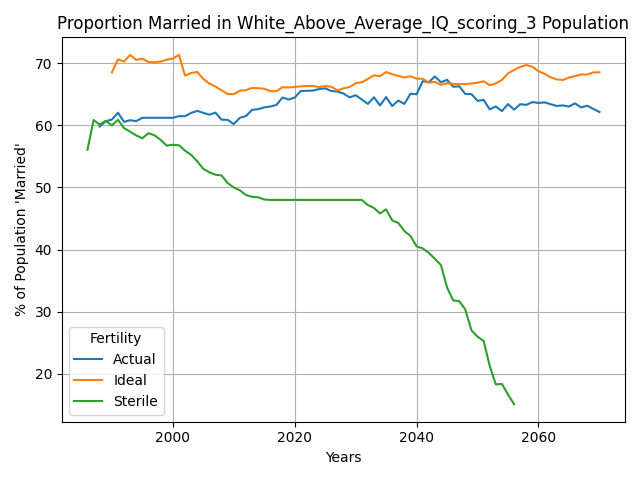 Proportion Married in White_Above_Average_IQ_scoring_3 Population
% of Population 'Married'
70
60
50
40
30
20
Fertility
Actual
Ideal
Sterile
2000
2020
2040
2060
Years